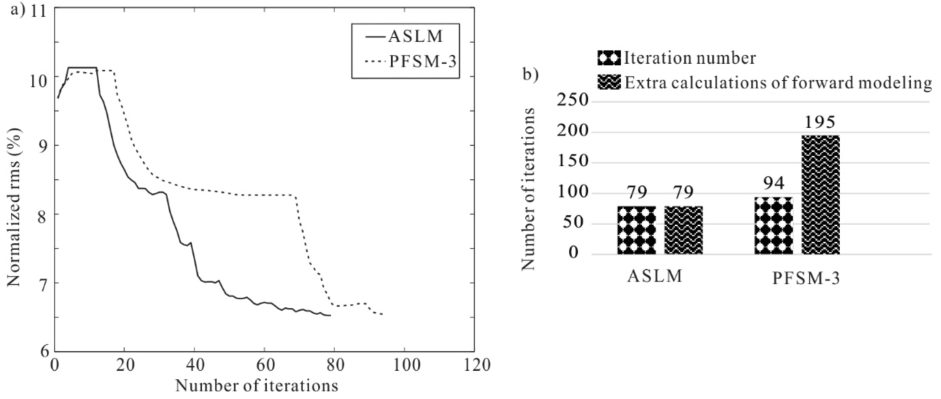 a)
11
10
9
8
7
6
Normalized rms (%)
0
20
40
60
80
100
120
Number of iterations
ASLM
PFSM-3
b)
Iteration number
Extra calculations of forward modeling
250
200
150
100
50
0
Number of iterations
79
79
94
195
ASLM
PFSM-3